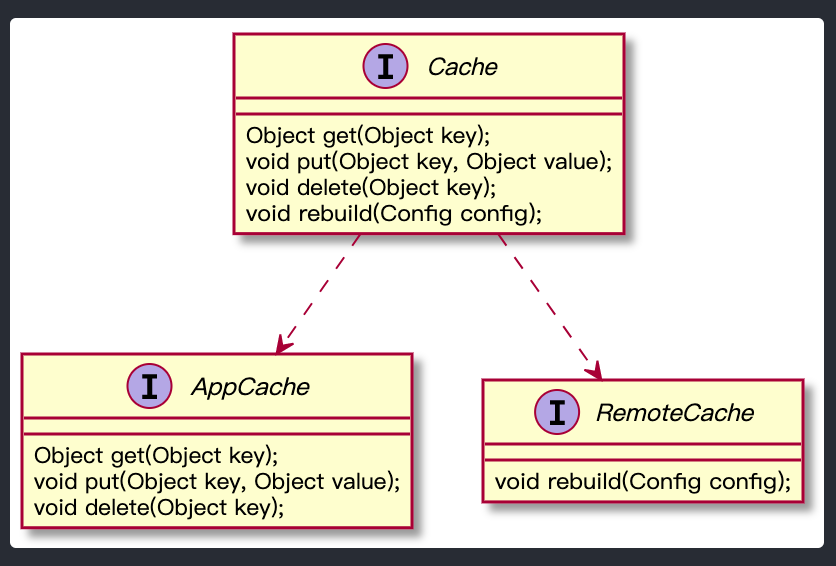 I Cache
Object get(Object key);
void put(Object key, Object value);
void delete(Object key);
void rebuild(Config config);
I AppCache
Object get(Object key);
void put(Object key, Object value);
void delete(Object key);
I RemoteCache
void rebuild(Config config);